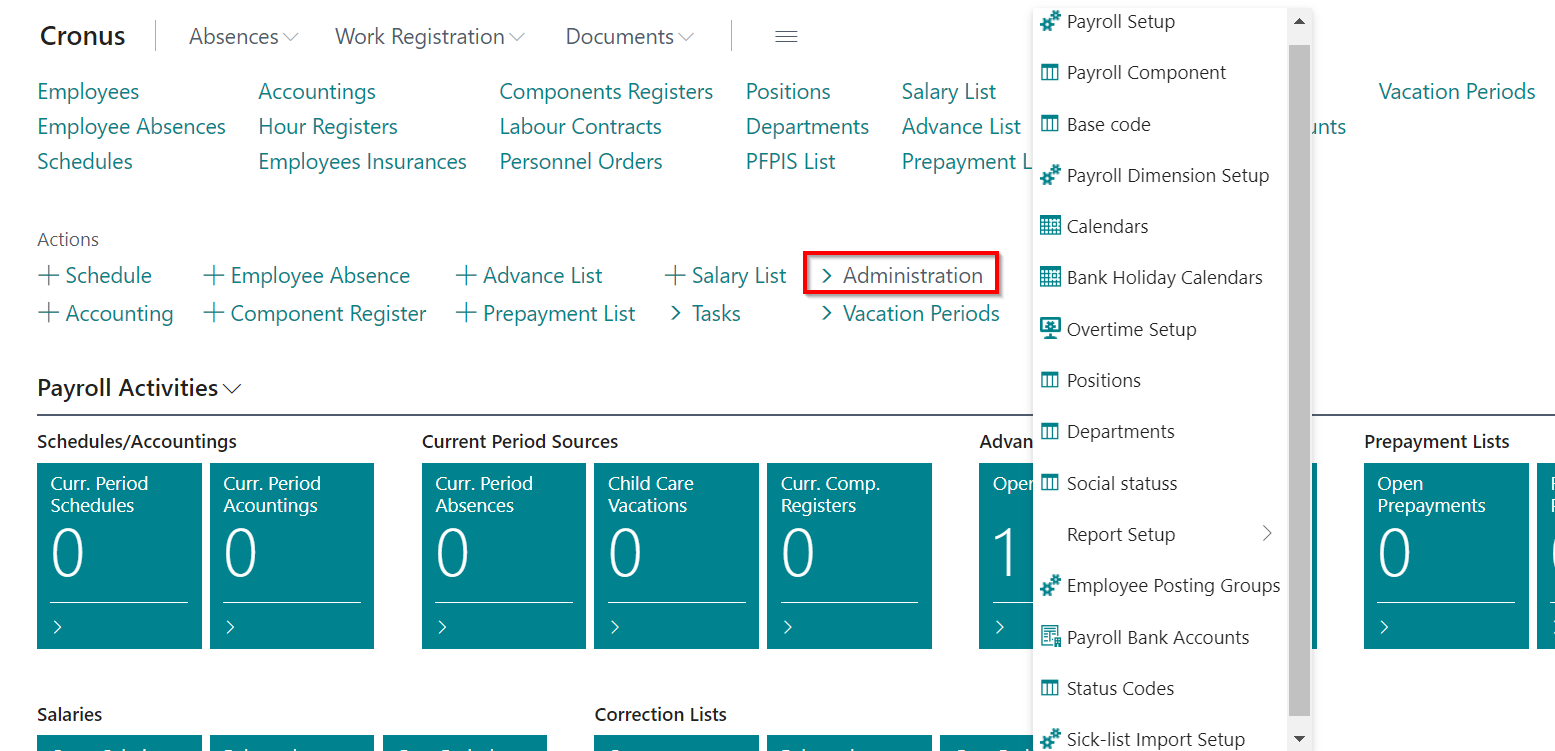 Cronus Absences Work Registration Documents
Employees Accountings Components Registers Positions Salary List Vacation Periods
Employee Absences Hour Registers Labour Contracts Departments Advance List
Schedules Employees Insurances Personnel Orders PFPIS List Prepayment L
Actions
+ Schedule + Employee Absence + Advance List + Salary List > Administration
+ Accounting + Component Register + Prepayment List > Tasks > Vacation Periods
Payroll Setup
Payroll Component
Base code
Payroll Dimension Setup
Calendars
Bank Holiday Calendars
Overtime Setup
Positions
Departments
Social statuss
Report Setup >
Employee Posting Groups
Payroll Bank Accounts
Status Codes
Sick-list Import Setup
Payroll Activities
Schedules/Accountings
Curr. Period
Schedules
0
Curr. Period
Acountings
0
Current Period Sources
Curr. Period
Absences
0
Child Care
Vacations
0
Curr. Comp.
Registers
0
Advan
Oper
1
Prepayment Lists
Open
Prepayments
0
Salaries
Correction Lists